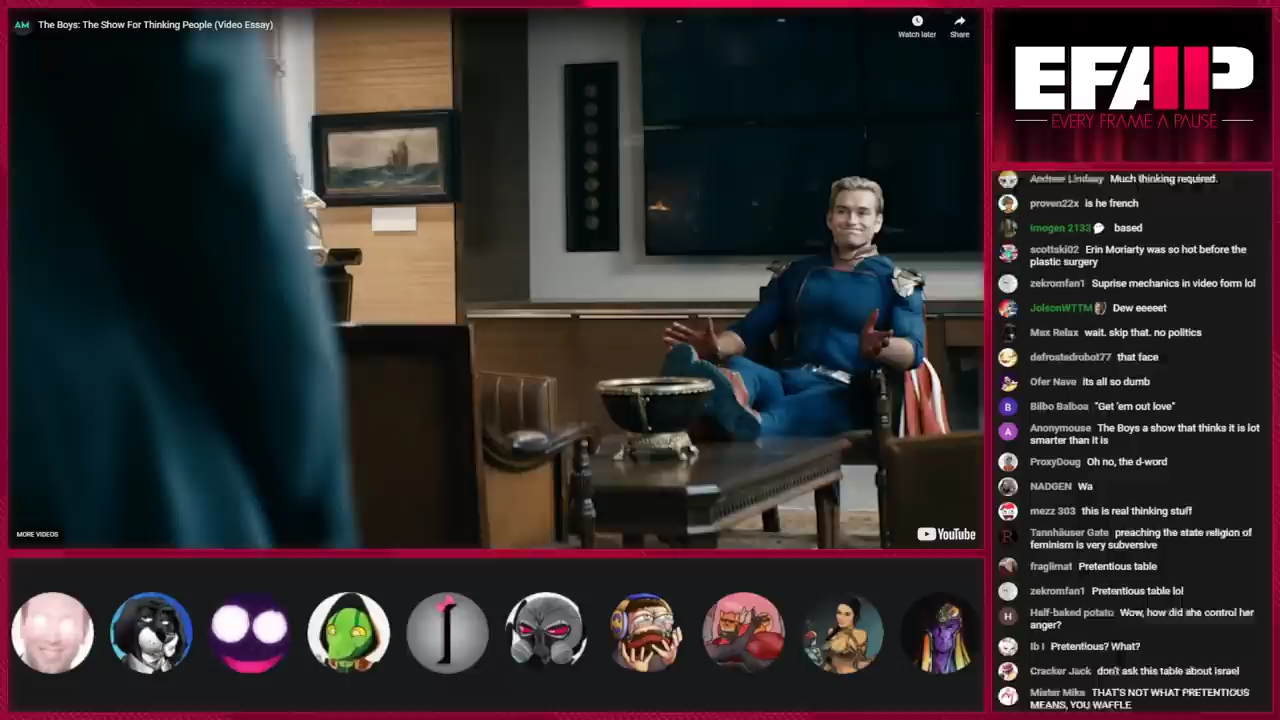 AM The Boys: The Show For Thinking People (Video Essay)
Watch later
Share
MORE VIDEOS
YouTube
EFAP
EVERY FRAME A PAUSE
Andrew Lindsay Much thinking required.
proven22x is he french
imogen 2133 based
scottski02 Erin Moriarty was so hot before the
plastic surgery
zekromfan1 Suprise mechanics in video form lol
JolsonWTTM Dew eeeeet
Max Relax wait. skip that. no politics
defrostedrobot77 that face
Ofer Nave its all so dumb
B Bilbo Balboa "Get 'em out love"
A Anonymouse The Boys a show that thinks it is lot
smarter than it is
ProxyDoug Oh no, the d-word
NADGEN Wa
mezz 303 this is real thinking stuff
Tannhäuser Gate preaching the state religion of
feminism is very subversive
fraglimat Pretentious table
zekromfan1 Pretentious table lol
H Half-baked potato Wow, how did she control her
anger?
Ib I Pretentious? What?
Cracker Jack don't ask this table about israel
Mister Mike THAT'S NOT WHAT PRETENTIOUS
MEANS, YOU WAFFLE